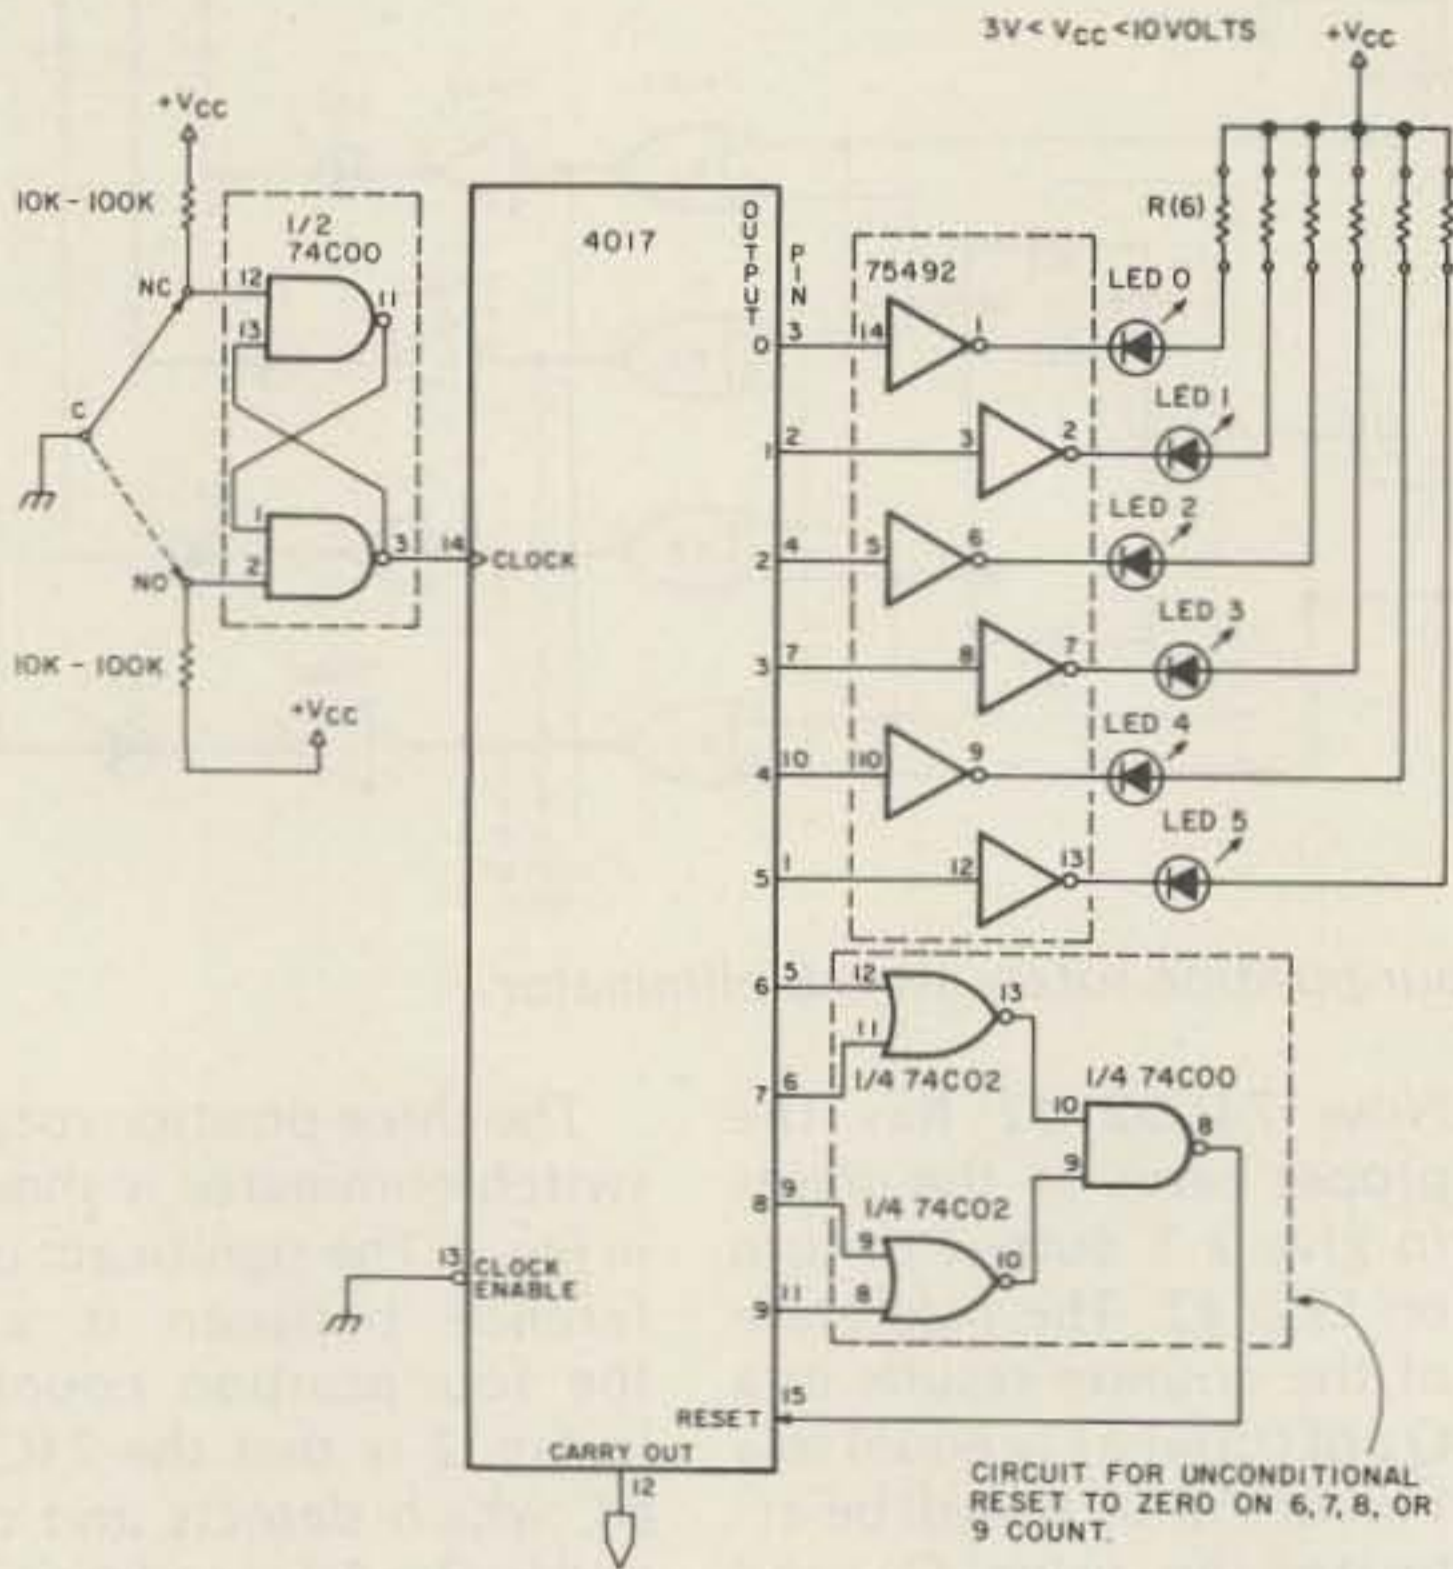 3V < VCC < 10 VOLTS
+VCC
+VCC
10K - 100K
1/2
74C00
NC
12
11
13
C
1
2
3
NO
10K - 100K
+VCC
4017
OUTPUT
PIN
14
CLOCK
0
3
1
2
2
4
3
7
4
10
5
1
6
5
7
6
8
9
9
11
13
CLOCK
ENABLE
RESET
15
CARRY OUT
12
75492
14
1
3
2
5
6
8
7
10
9
12
13
R(6)
LED 0
LED 1
LED 2
LED 3
LED 4
LED 5
12
13
11
1/4 74C02
1/4 74C00
10
8
9
1/4 74C02
9
10
8
CIRCUIT FOR UNCONDITIONAL
RESET TO ZERO ON 6, 7, 8, OR
9 COUNT.